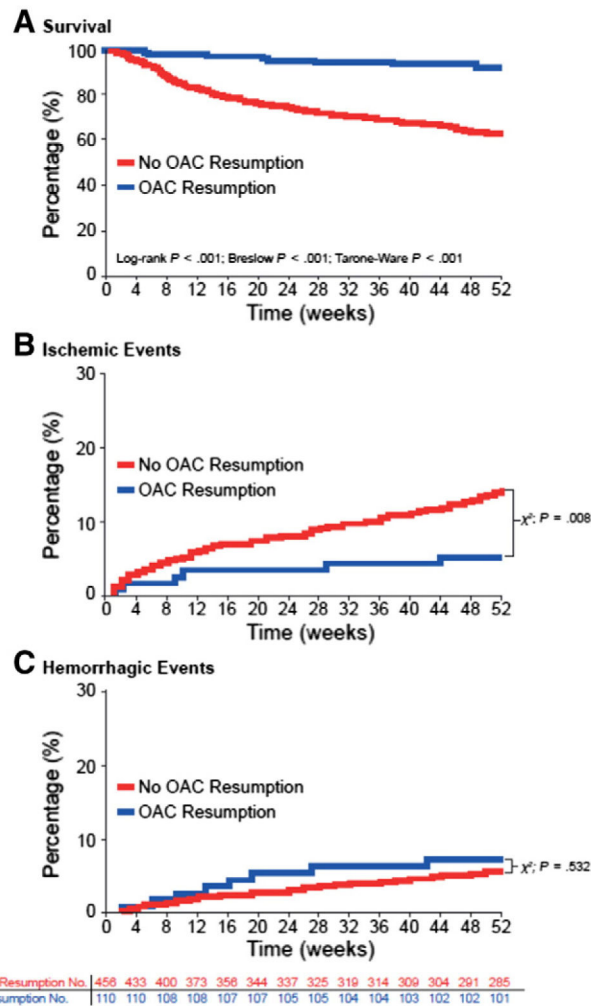 A Survival
100
80
60
40
20
0
Percentage (%)
No OAC Resumption
OAC Resumption
Log-rank P < .001; Breslow P < .001; Tarone-Ware P < .001
0 4 8 12 16 20 24 28 32 36 40 44 48 52
Time (weeks)
B Ischemic Events
30
20
10
0
Percentage (%)
No OAC Resumption
OAC Resumption
χ²; P = .008
0 4 8 12 16 20 24 28 32 36 40 44 48 52
Time (weeks)
C Hemorrhagic Events
30
20
10
0
Percentage (%)
No OAC Resumption
OAC Resumption
χ²; P = .532
0 4 8 12 16 20 24 28 32 36 40 44 48 52
Time (weeks)
Resumption No. 456 433 400 373 356 344 337 325 319 314 309 304 291 285
sumption No. 110 110 108 108 107 107 105 105 104 104 103 102 102 101